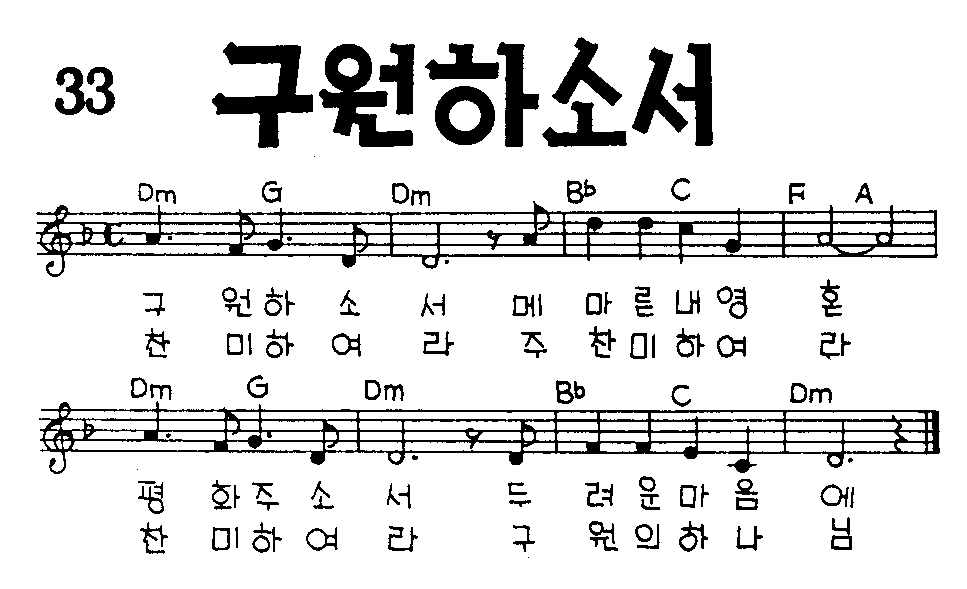 33 구원하소서
Dm G Dm Bb C F A
구 원하 소 서 메 마 른 내 영 혼
찬 미하 여 라 주 찬 미 하 여 라
Dm G Dm Bb C Dm
평 화주 소 서 두 려 운 마 음 에
찬 미하 여 라 구 원 의 하 나 님